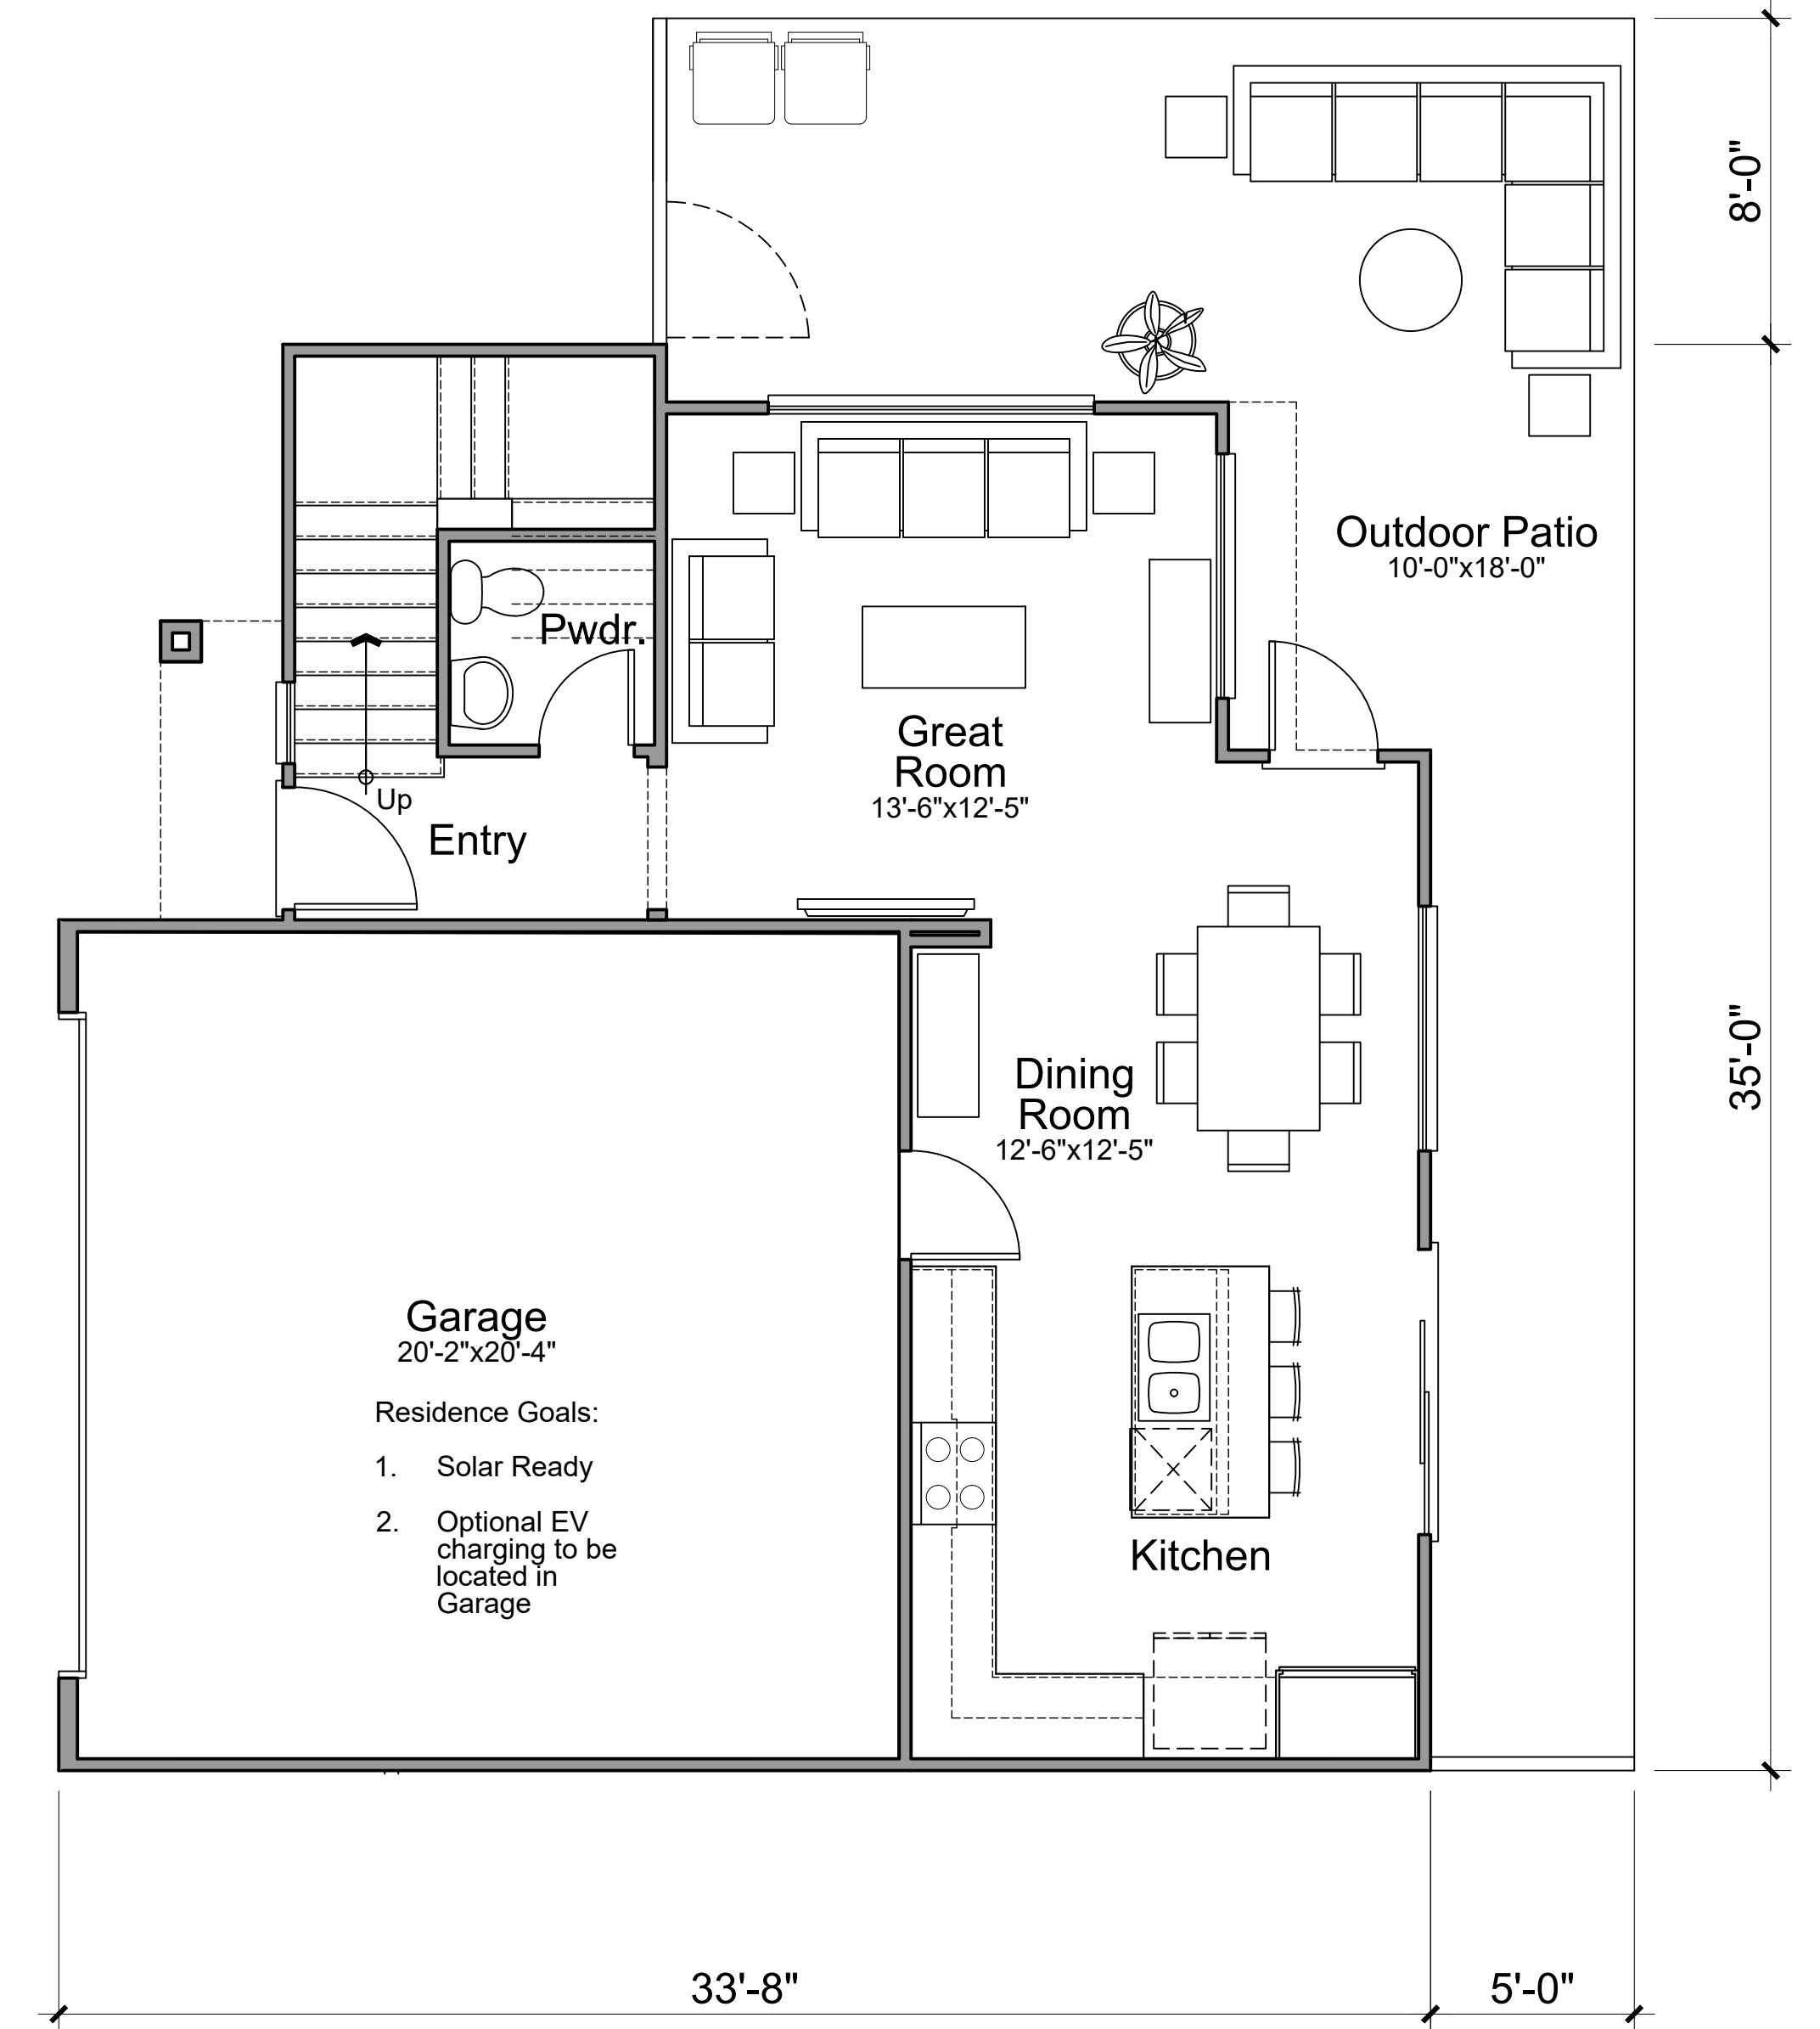 8'-0"
Outdoor Patio
10'-0"x18'-0"
Pwdr.
Great
Room
13'-6"x12'-5"
Up
Entry
35'-0"
Dining
Room
12'-6"x12'-5"
Garage
20'-2"x20'-4"
Residence Goals:
1. Solar Ready
2. Optional EV
charging to be
located in
Garage
Kitchen
33'-8"
5'-0"